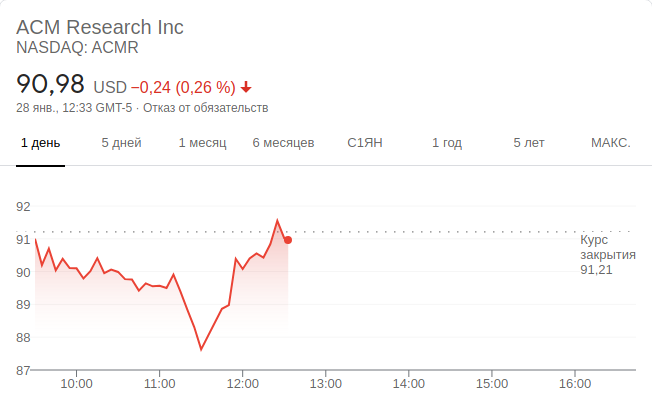 ACM Research Inc
NASDAQ: ACMR
90,98 USD −0,24 (0,26 %)
28 янв., 12:33 GMT-5 · Отказ от обязательств
1 день 5 дней 1 месяц 6 месяцев С1ЯН 1 год 5 лет МАКС.
92
91
90
89
88
87
Курс
закрытия
91,21
10:00 11:00 12:00 13:00 14:00 15:00 16:00